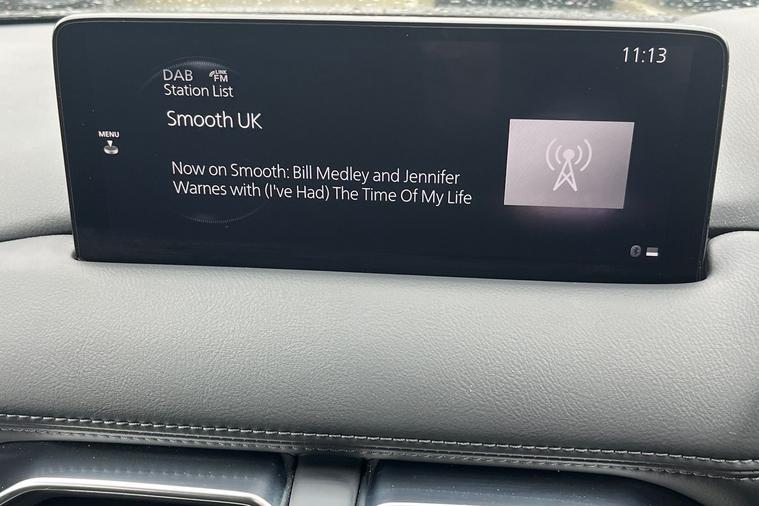 11:13
DAB LINK FM
Station List
Smooth UK
MENU
Now on Smooth: Bill Medley and Jennifer
Warnes with (I've Had) The Time Of My Life